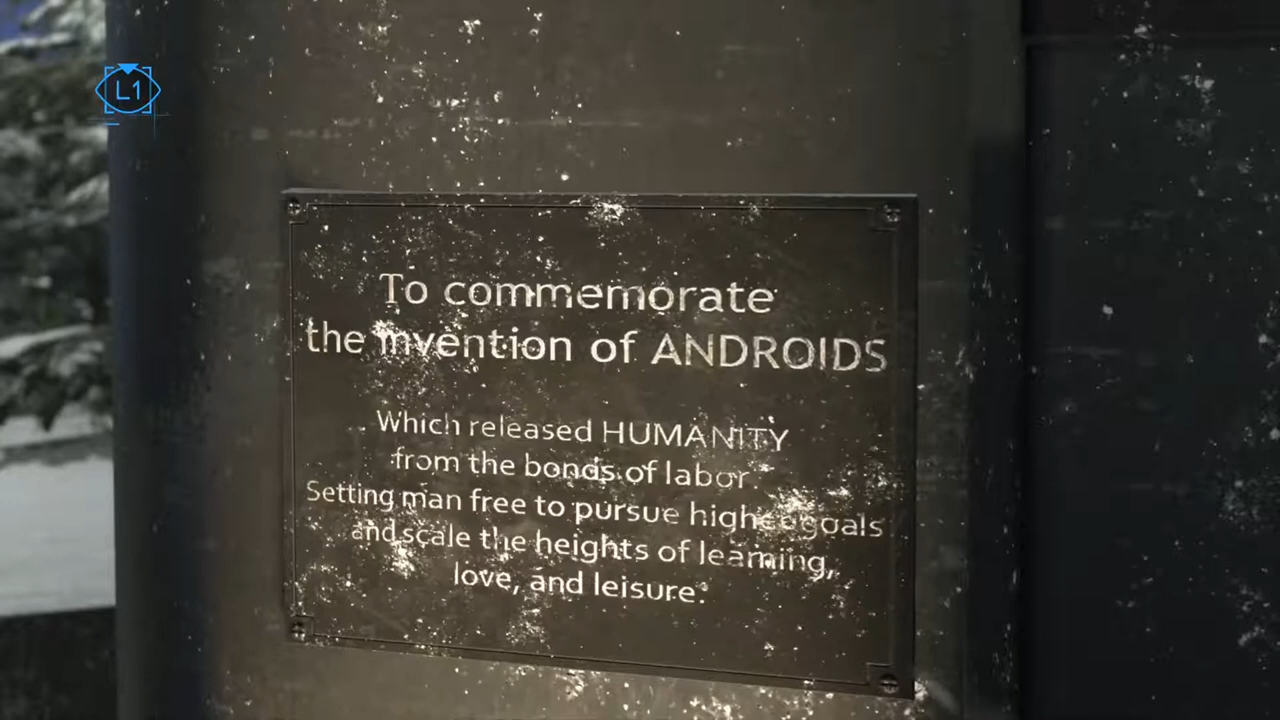 L1
To commemorate
the invention of ANDROIDS
Which released HUMANITY
from the bonds of labor.
Setting man free to pursue higher goals
and scale the heights of learning,
love, and leisure.